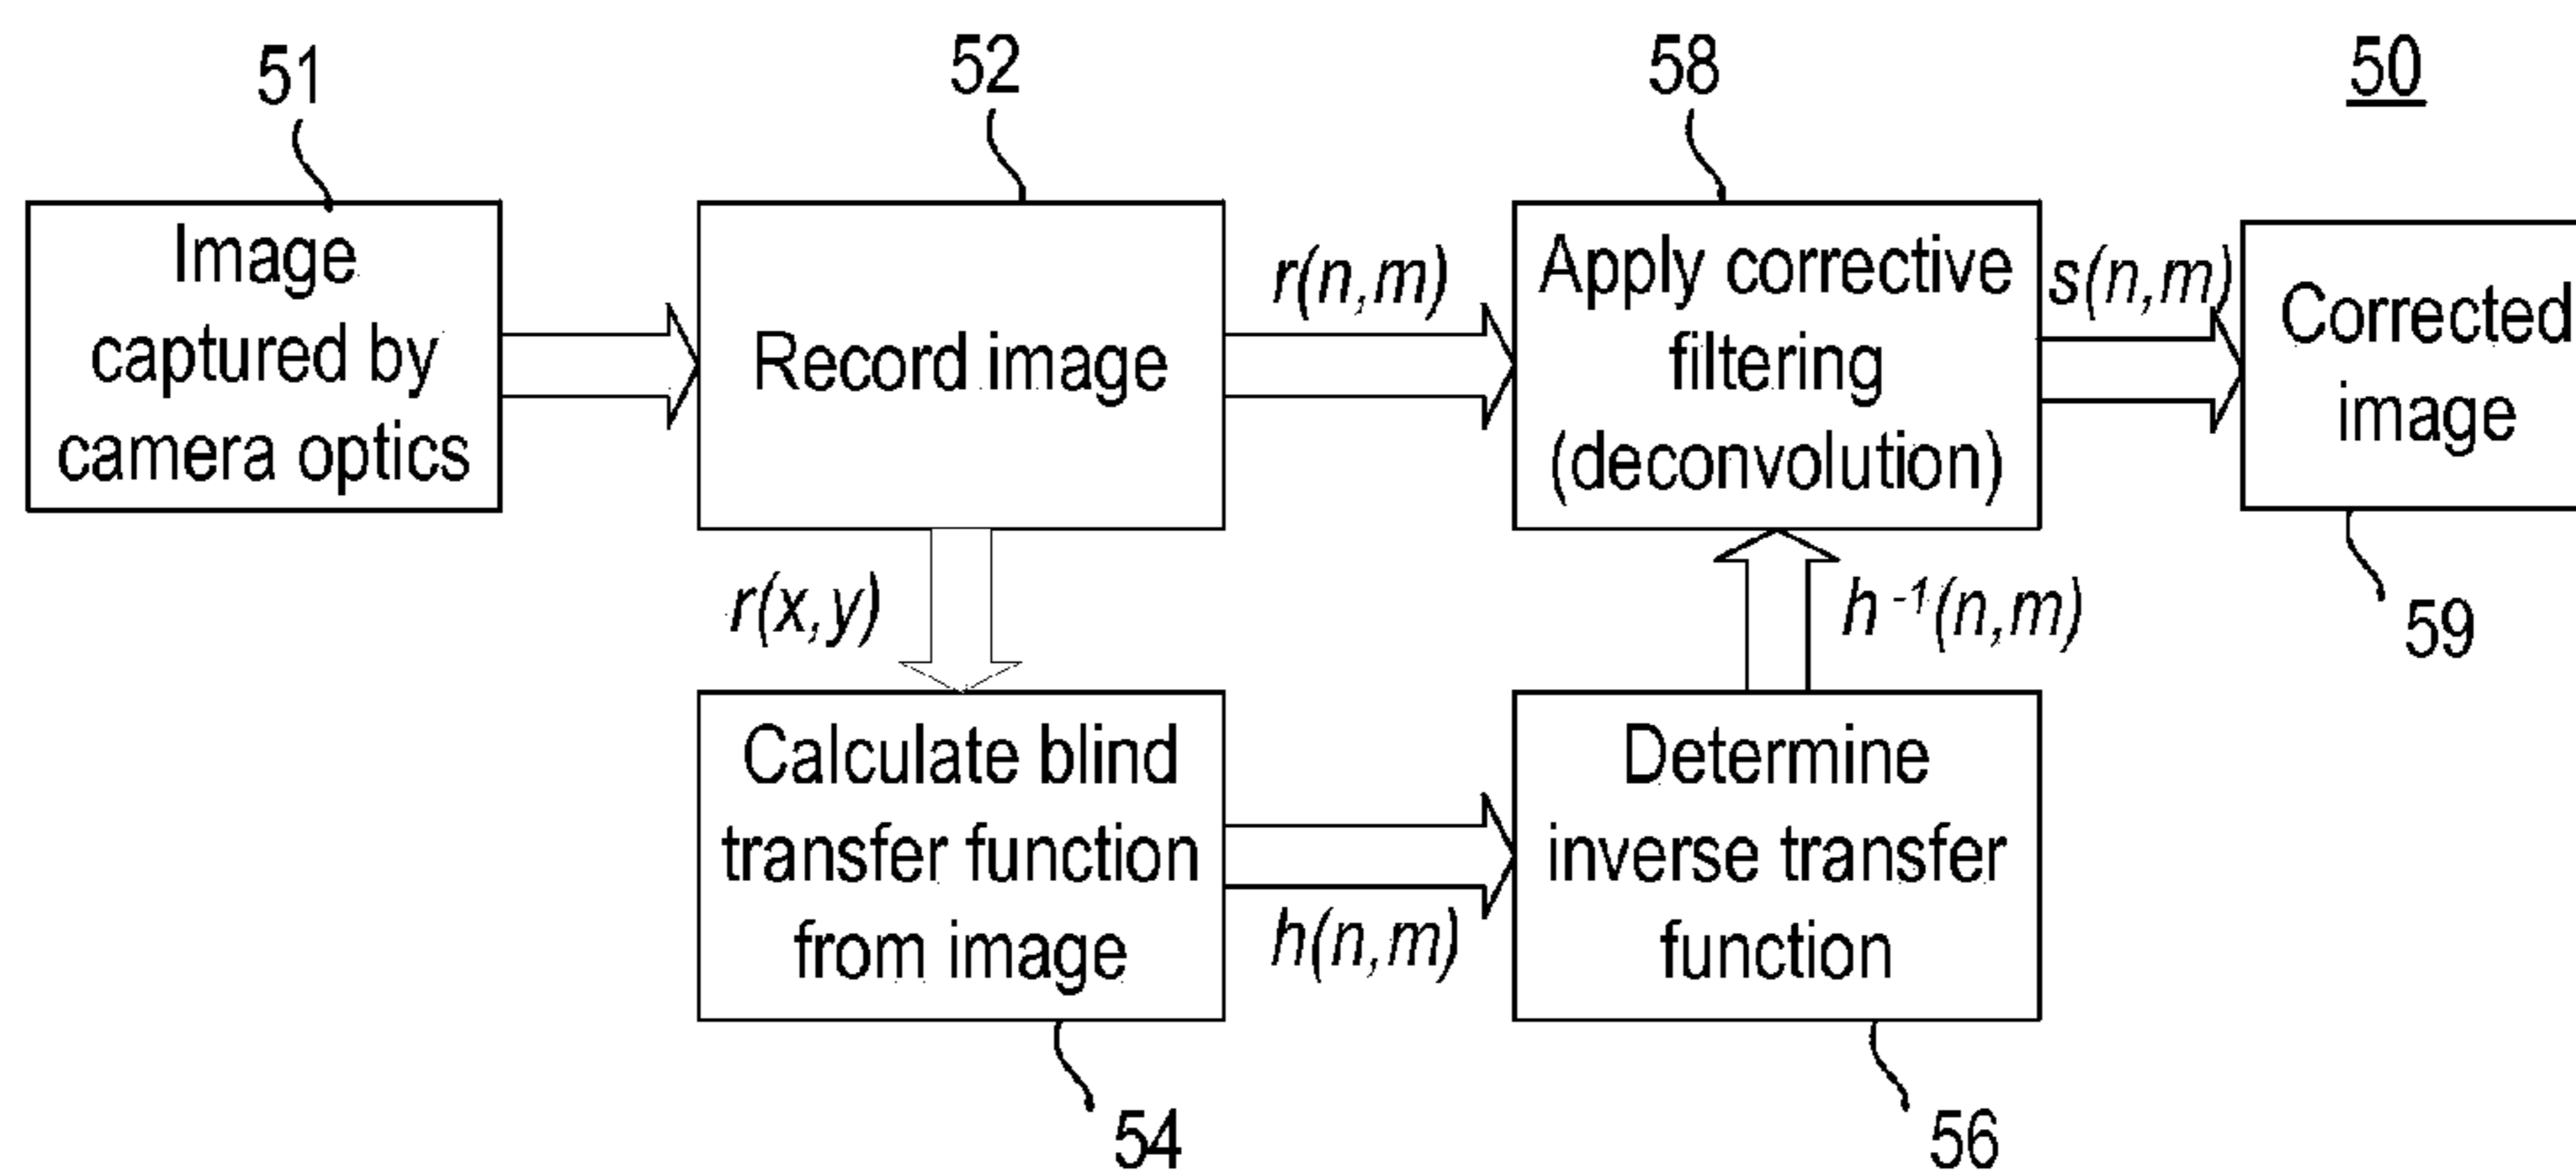 51
52
58
50
Image
captured by
camera optics
Record image
r(n,m)
Apply corrective
filtering
(deconvolution)
s(n,m)
Corrected
image
59
r(x,y)
h⁻¹(n,m)
Calculate blind
transfer function
from image
h(n,m)
Determine
inverse transfer
function
54
56